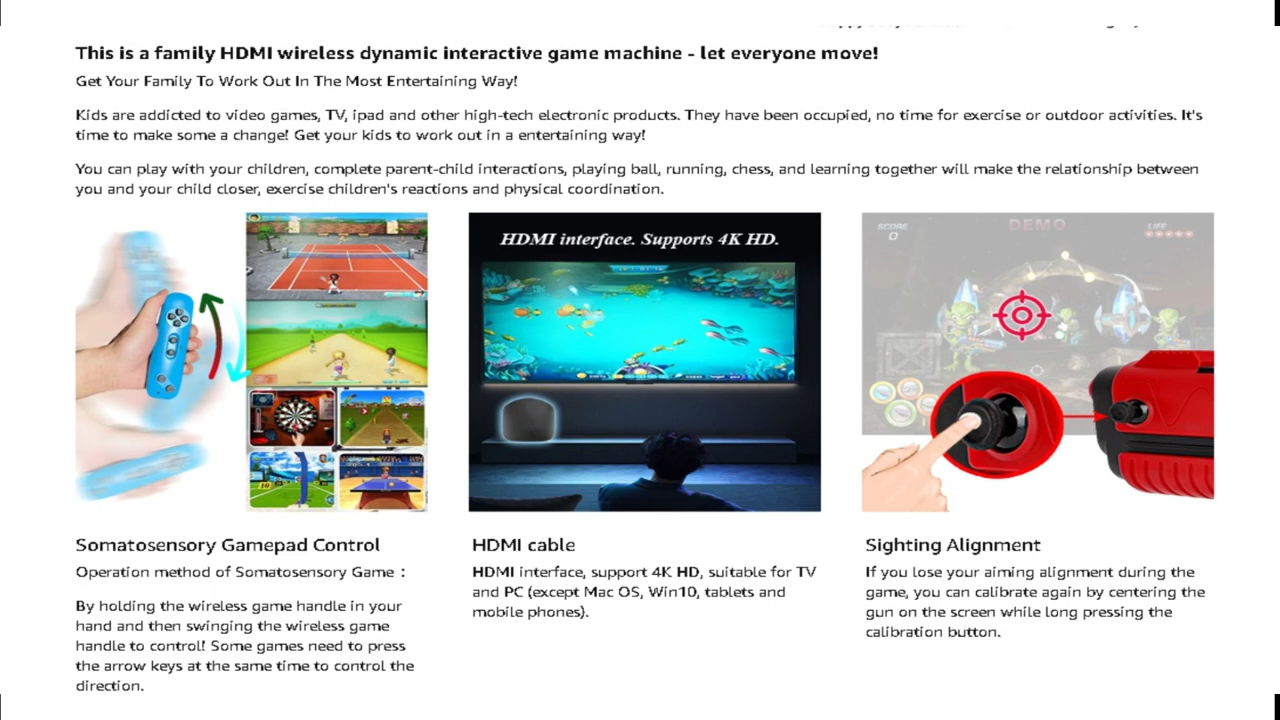 This is a family HDMI wireless dynamic interactive game machine - let everyone move!
Get Your Family To Work Out In The Most Entertaining Way!
Kids are addicted to video games, TV, ipad and other high-tech electronic products. They have been occupied, no time for exercise or outdoor activities. It's
time to make some a change! Get your kids to work out in a entertaining way!
You can play with your children, complete parent-child interactions, playing ball, running, chess, and learning together will make the relationship between
you and your child closer, exercise children's reactions and physical coordination.
HDMI interface. Supports 4K HD.
SCORE
0
DEMO
LIFE
Somatosensory Gamepad Control
Operation method of Somatosensory Game：
By holding the wireless game handle in your
hand and then swinging the wireless game
handle to control! Some games need to press
the arrow keys at the same time to control the
direction.
HDMI cable
HDMI interface, support 4K HD, suitable for TV
and PC (except Mac OS, Win10, tablets and
mobile phones).
Sighting Alignment
If you lose your aiming alignment during the
game, you can calibrate again by centering the
gun on the screen while long pressing the
calibration button.